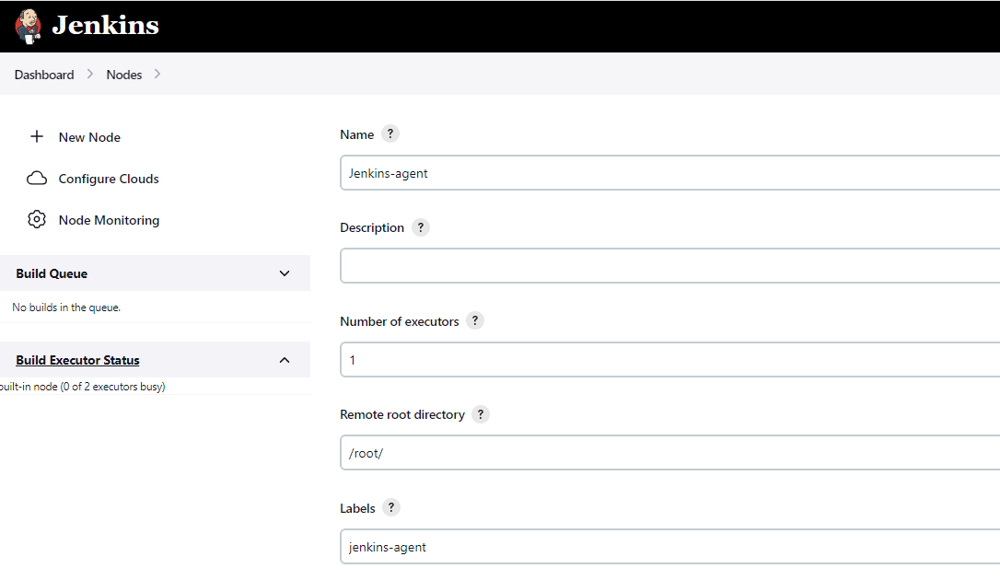 Jenkins
Dashboard
Nodes
New Node
Configure Clouds
Node Monitoring
Build Queue
No builds in the queue.
Build Executor Status
built-in node (0 of 2 executors busy)
Name ?
Jenkins-agent
Description ?
Number of executors ?
1
Remote root directory ?
/root/
Labels ?
jenkins-agent